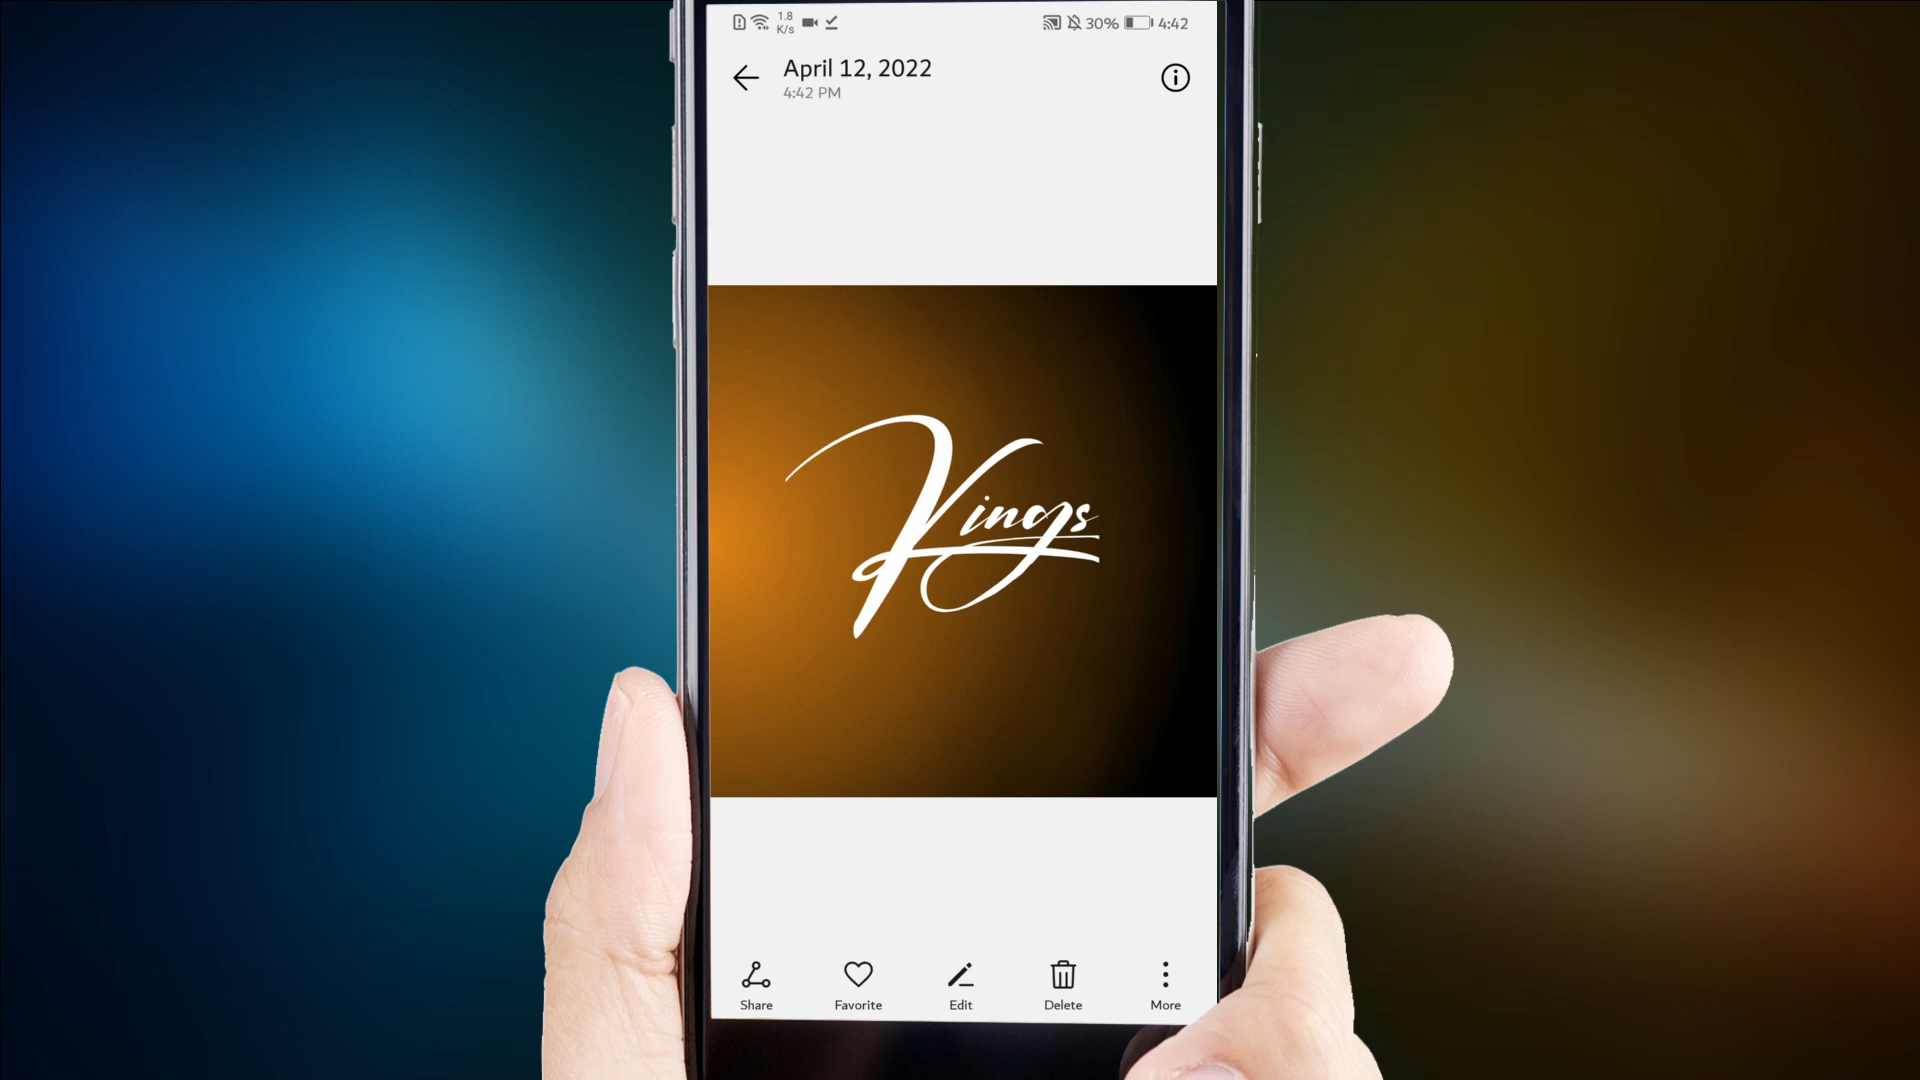 1.8
K/s
30% 4:42
April 12, 2022
4:42 PM
Kings
Share Favorite Edit Delete More